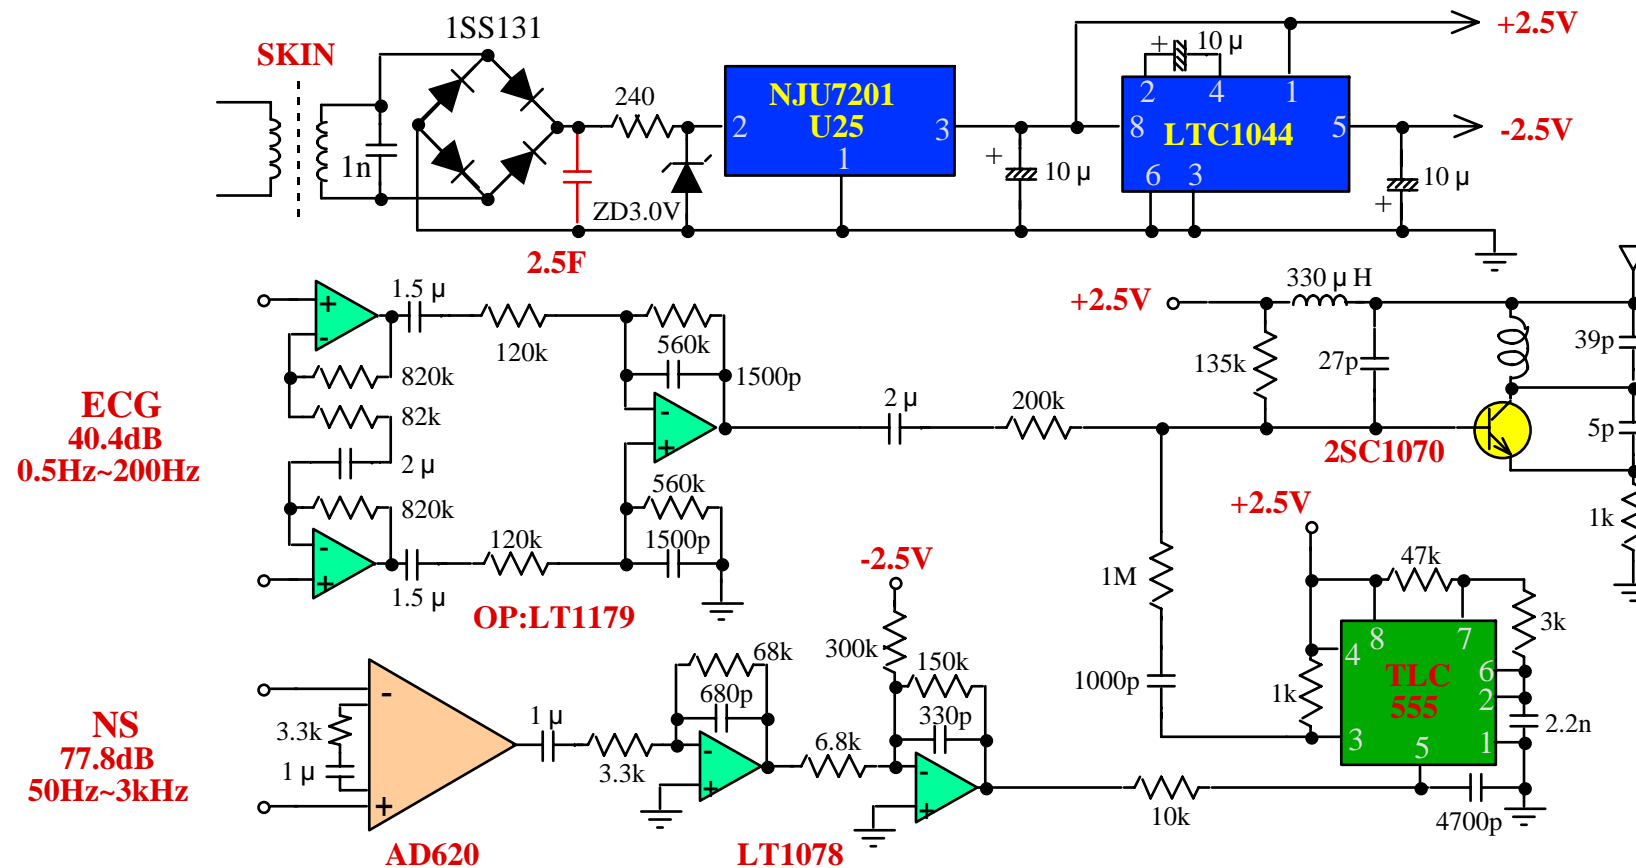 1SS131
SKIN
1n
240
ZD3.0V
2.5F
NJU7201
U25
2
3
1
+
10 μ
+
10 μ
2
4
1
8
LTC1044
5
6
3
+2.5V
-2.5V
+
10 μ
ECG
40.4dB
0.5Hz~200Hz
+
-
1.5 μ
120k
820k
82k
2 μ
820k
-
+
1.5 μ
120k
OP:LT1179
560k
1500p
-
+
560k
1500p
2 μ
200k
+2.5V
330 μ H
135k
27p
39p
5p
2SC1070
1k
1M
1000p
+2.5V
47k
3k
1k
8
7
4
6
TLC
555
2
3
5
1
2.2n
4700p
NS
77.8dB
50Hz~3kHz
-
3.3k
1 μ
+
AD620
1 μ
3.3k
68k
680p
-
+
LT1078
-2.5V
300k
150k
330p
6.8k
-
+
10k